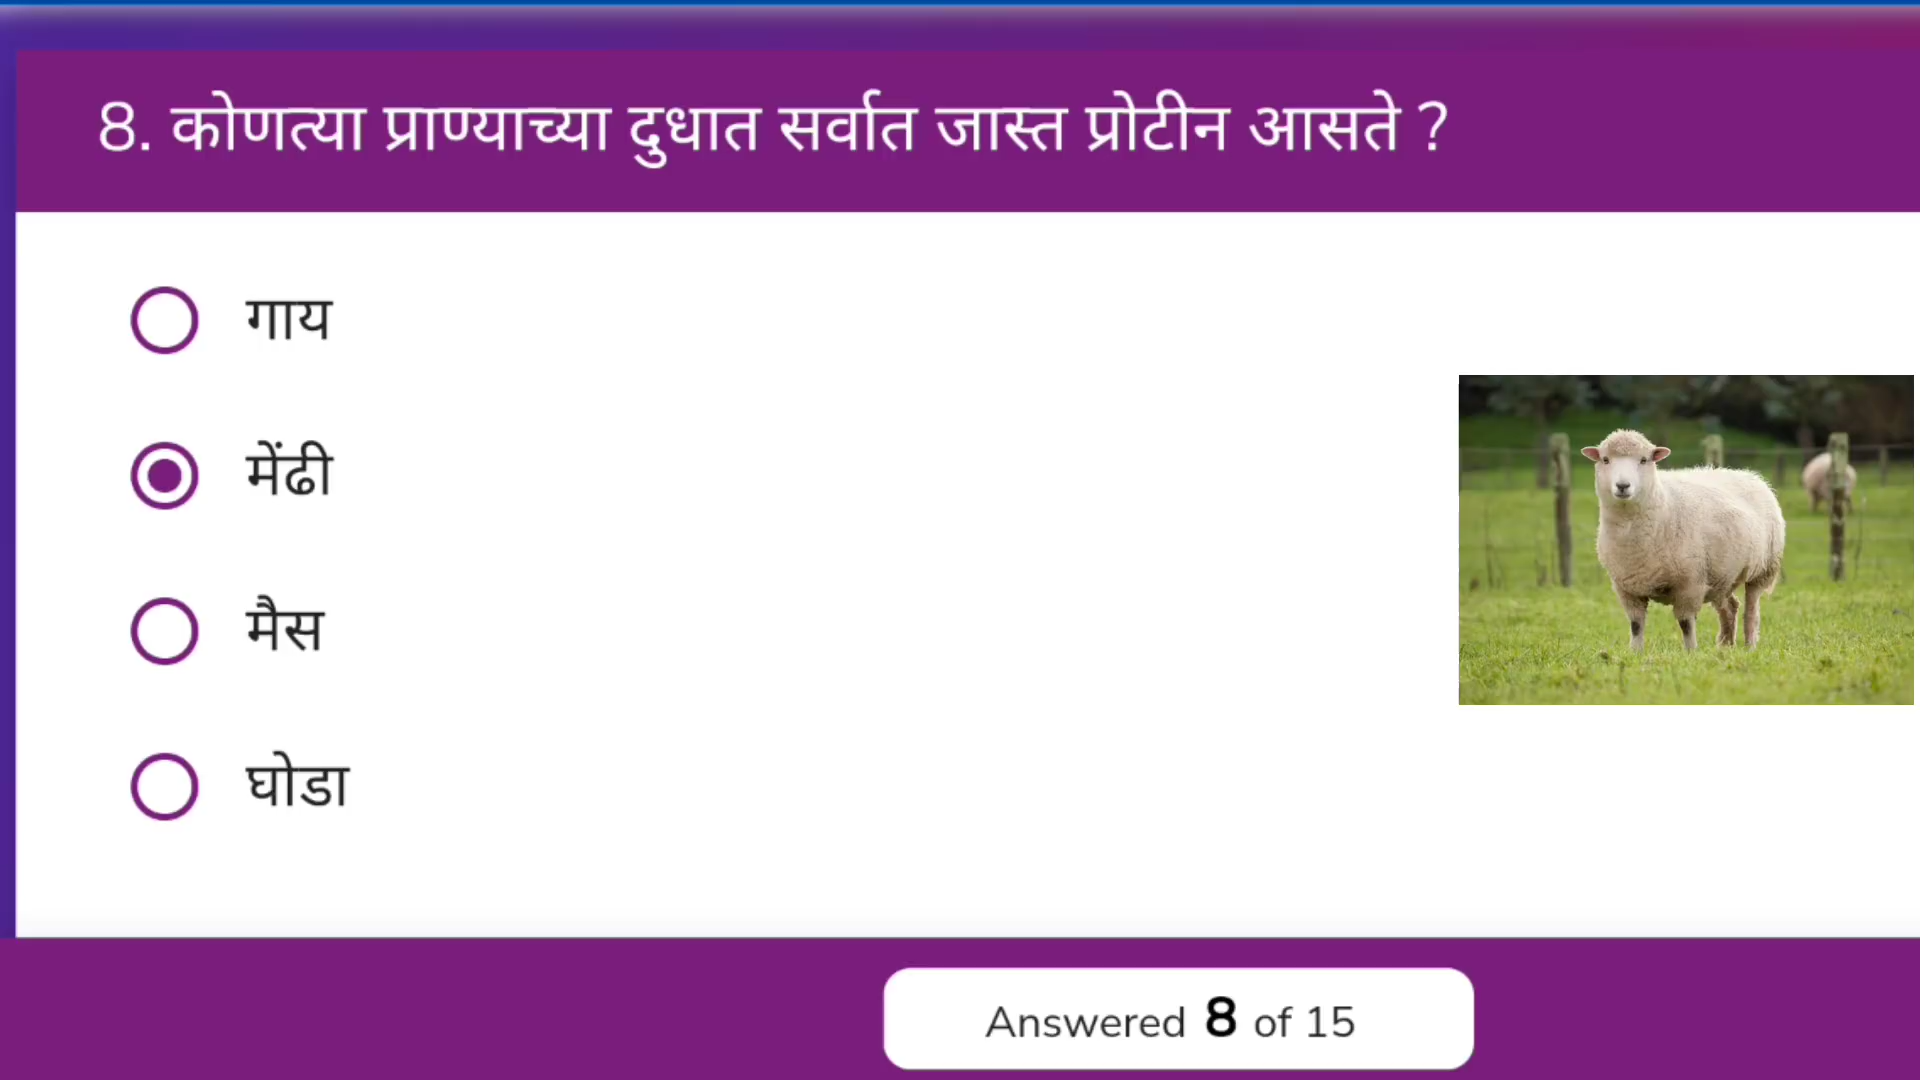 8. कोणत्या प्राण्याच्या दुधात सर्वात जास्त प्रोटीन आसते ?
गाय
मेंढी
मैस
घोडा
Answered 8 of 15